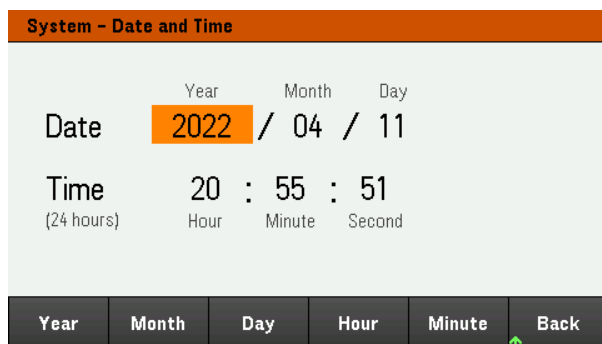 System - Date and Time
Year Month Day
Date 2022 / 04 / 11
Time 20 : 55 : 51
(24 hours) Hour Minute Second
Year Month Day Hour Minute Back